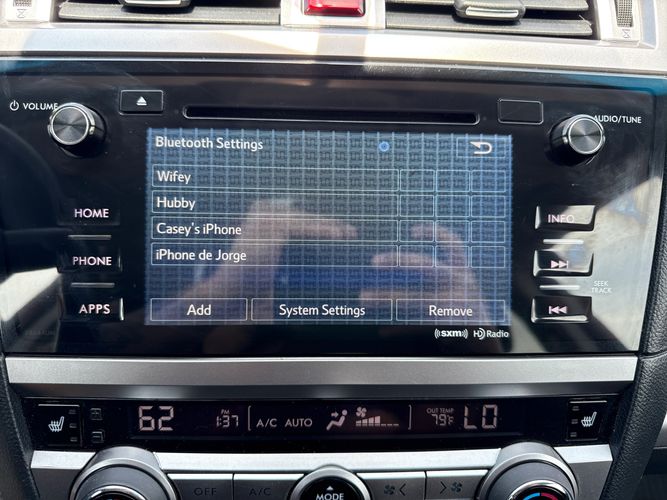 VOLUME
AUDIO/TUNE
Bluetooth Settings
Wifey
Hubby
Casey's iPhone
iPhone de Jorge
Add System Settings Remove
HOME
PHONE
APPS
INFO
SEEK
TRACK
((sxm)) HD Radio
62 PM 1:37 A/C AUTO OUT TEMP 79°F LO
OFF A/C MODE